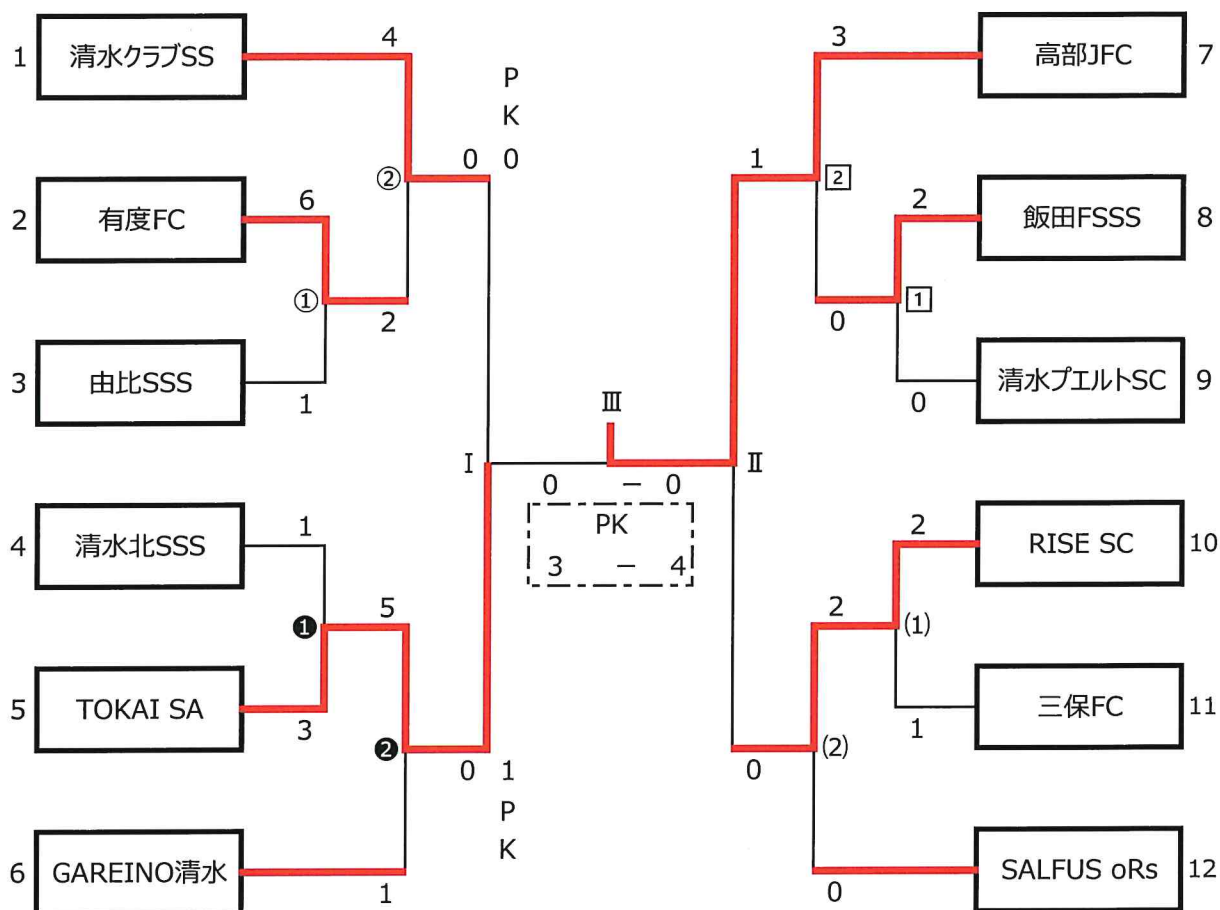 1 清水クラブSS 4
P
K
0 0
②
2 有度FC 6
①
2
3 由比SSS 1
4 清水北SSS 1
❶
5
5 TOKAI SA 3
❷
0 1
P
K
6 GAREINO清水 1
Ⅰ
Ⅲ
0 － 0
PK
3 － 4
Ⅱ
3 高部JFC 7
1
2
2 飯田FSSS 8
1
0
0 清水プエルトSC 9
2 RISE SC 10
2
(1)
1 三保FC 11
(2)
0
0 SALFUS oRs 12